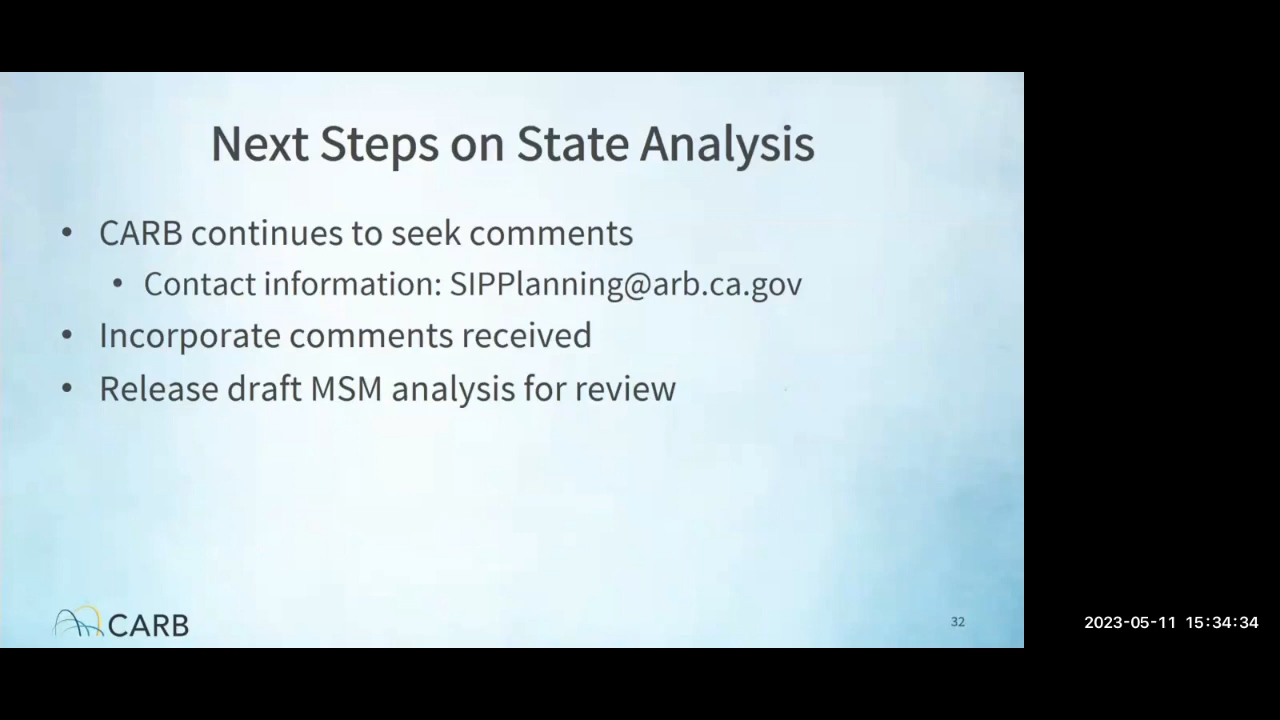 Next Steps on State Analysis
• CARB continues to seek comments
• Contact information: SIPPlanning@arb.ca.gov
• Incorporate comments received
• Release draft MSM analysis for review
CARB
32
2023-05-11 15:34:34